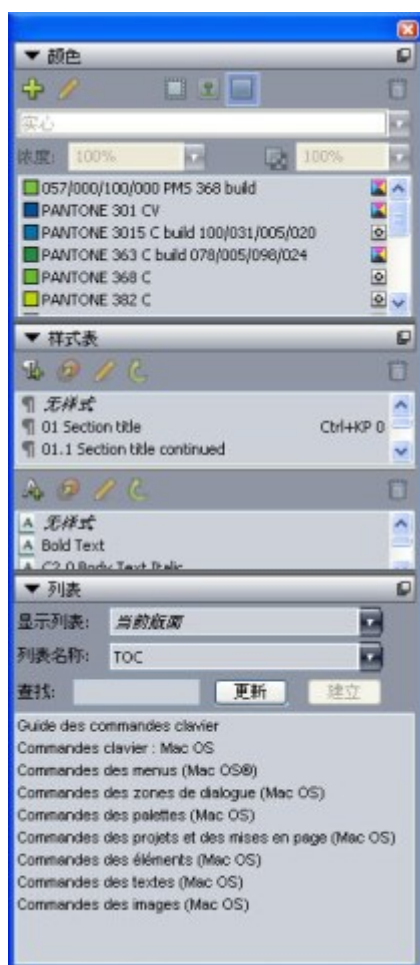 颜色
实心
浓度: 100% 100%
057/000/100/000 PMS 368 build
PANTONE 301 CV
PANTONE 3015 C build 100/031/005/020
PANTONE 363 C build 078/005/098/024
PANTONE 368 C
PANTONE 382 C
样式表
无样式
01 Section title Ctrl+KP 0
01.1 Section title continued
无样式
Bold Text
C2.0 Body Text Italic
列表
显示列表: 当前版面
列表名称: TOC
查找: 更新 建立
Guide des commandes clavier
Commandes clavier : Mac OS
Commandes des menus (Mac OS®)
Commandes des zones de dialogue (Mac OS)
Commandes des palettes (Mac OS)
Commandes des projets et des mises en page (Mac OS)
Commandes des éléments (Mac OS)
Commandes des textes (Mac OS)
Commandes des images (Mac OS)